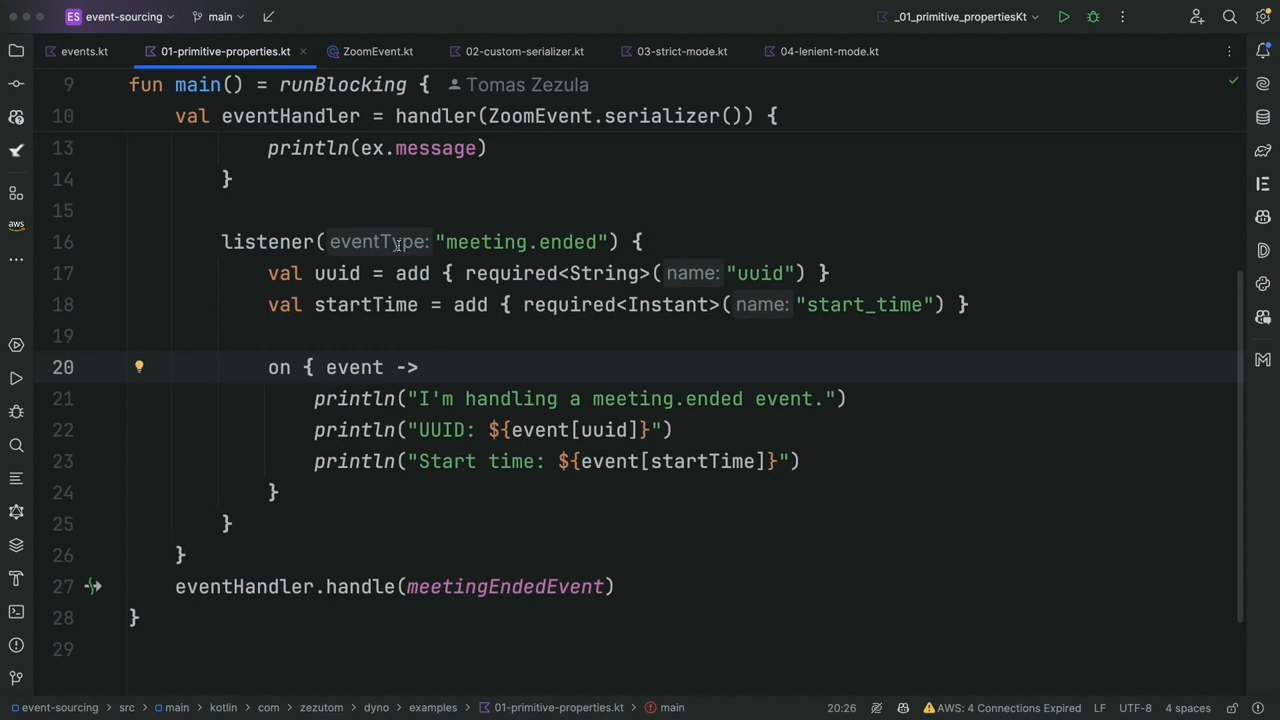 ES event-sourcing main _01_primitive_propertiesKt
events.kt 01-primitive-properties.kt ZoomEvent.kt 02-custom-serializer.kt 03-strict-mode.kt 04-lenient-mode.kt
9 fun main() = runBlocking { Tomas Zezula
10 val eventHandler = handler(ZoomEvent.serializer()) {
13 println(ex.message)
14 }
15
16 listener( eventType: "meeting.ended") {
17 val uuid = add { required<String>( name: "uuid") }
18 val startTime = add { required<Instant>( name: "start_time") }
19
20 on { event ->
21 println("I'm handling a meeting.ended event.")
22 println("UUID: ${event[uuid]}")
23 println("Start time: ${event[startTime]}")
24 }
25 }
26 }
27 eventHandler.handle(meetingEndedEvent)
28 }
29
aws
event-sourcing src main kotlin com zezutom dyno examples 01-primitive-properties.kt main 20:26 AWS: 4 Connections Expired LF UTF-8 4 spaces